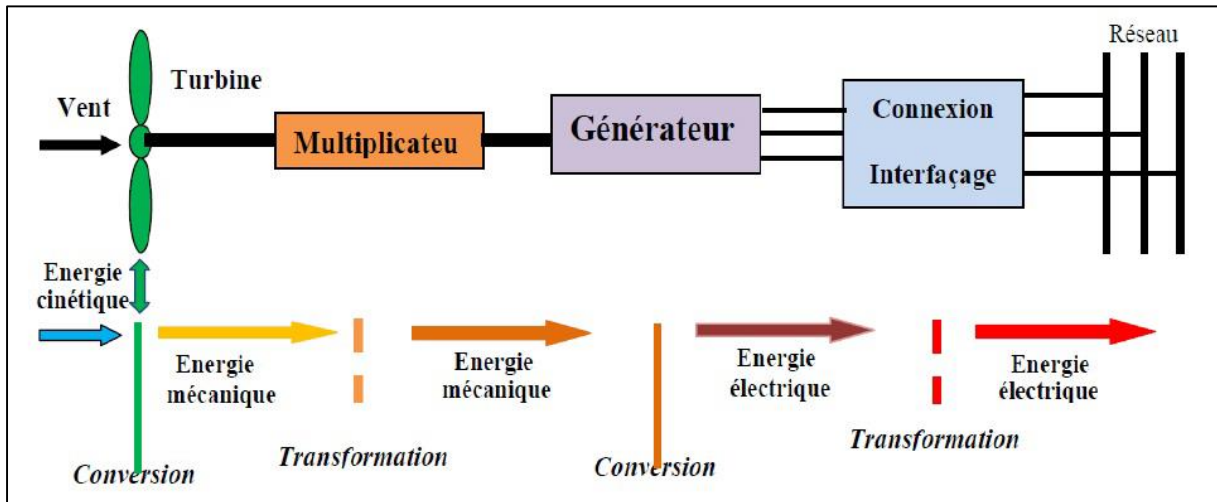 Réseau
Turbine
Vent
Multiplicateu
Générateur
Connexion
Interfaçage
Energie
cinétique
Energie
mécanique
Energie
mécanique
Energie
électrique
Energie
électrique
Conversion
Transformation
Conversion
Transformation